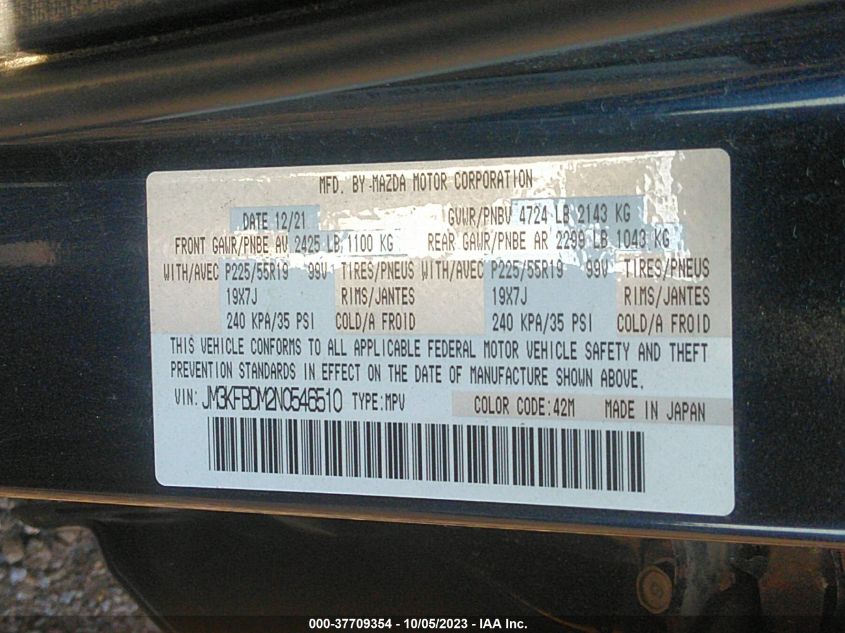 MFD. BY MAZDA MOTOR CORPORATION
DATE 12/21 GVWR/PNBV 4724 LB 2143 KG
FRONT GAWR/PNBE AV 2425 LB 1100 KG REAR GAWR/PNBE AR 2299 LB 1043 KG
WITH/AVEC P225/55R19 99V TIRES/PNEUS WITH/AVEC P225/55R19 99V TIRES/PNEUS
19X7J RIMS/JANTES 19X7J RIMS/JANTES
240 KPA/35 PSI COLD/A FROID 240 KPA/35 PSI COLD/A FROID
THIS VEHICLE CONFORMS TO ALL APPLICABLE FEDERAL MOTOR VEHICLE SAFETY AND THEFT
PREVENTION STANDARDS IN EFFECT ON THE DATE OF MANUFACTURE SHOWN ABOVE.
VIN: JM3KFBDM2N0546510 TYPE:MPV COLOR CODE:42M MADE IN JAPAN
000-37709354 - 10/05/2023 - IAA Inc.